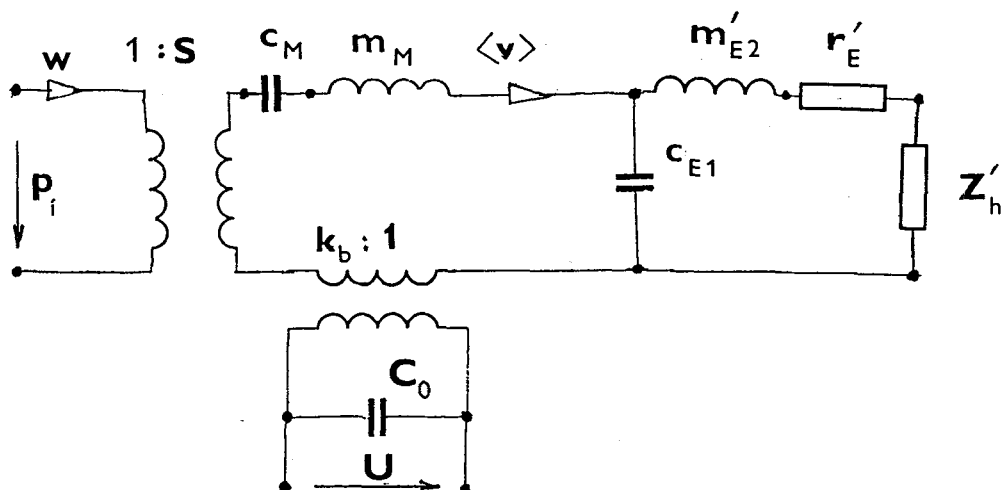 w 1 : S c_M m_M ⟨v⟩ m′_E2 r′_E
p_i c_E1 Z′_h
k_b : 1
C_0
U